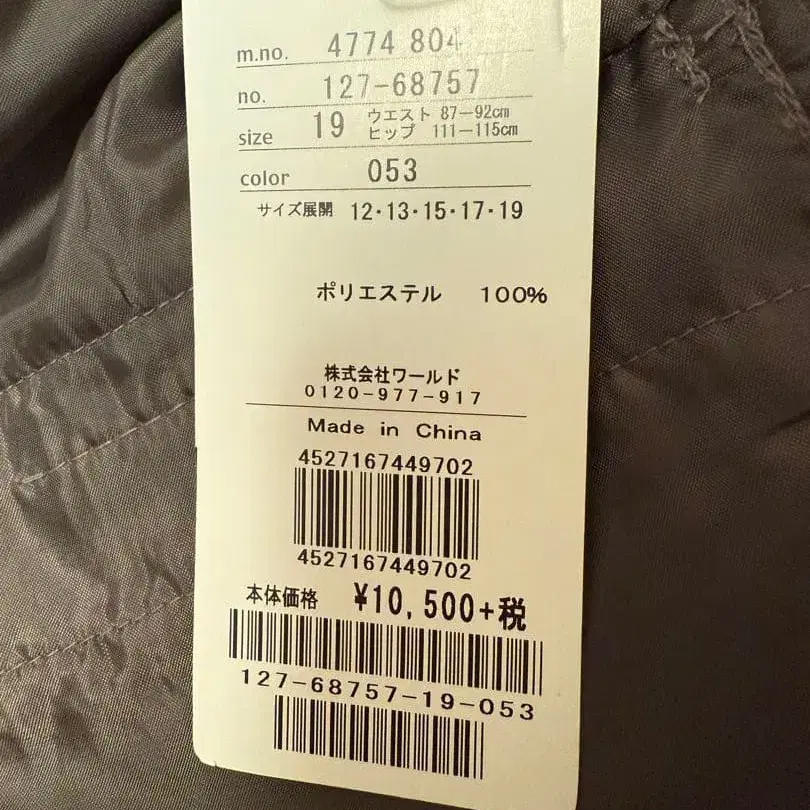 m.no. 4774 804
no. 127-68757
size 19 ウエスト 87—92㎝
ヒップ 111—115㎝
color 053
サイズ展開 12・13・15・17・19
ポリエステル 100%
株式会社ワールド
0120-977-917
Made in China
4527167449702
4527167449702
本体価格 ¥10,500+税
127-68757-19-053